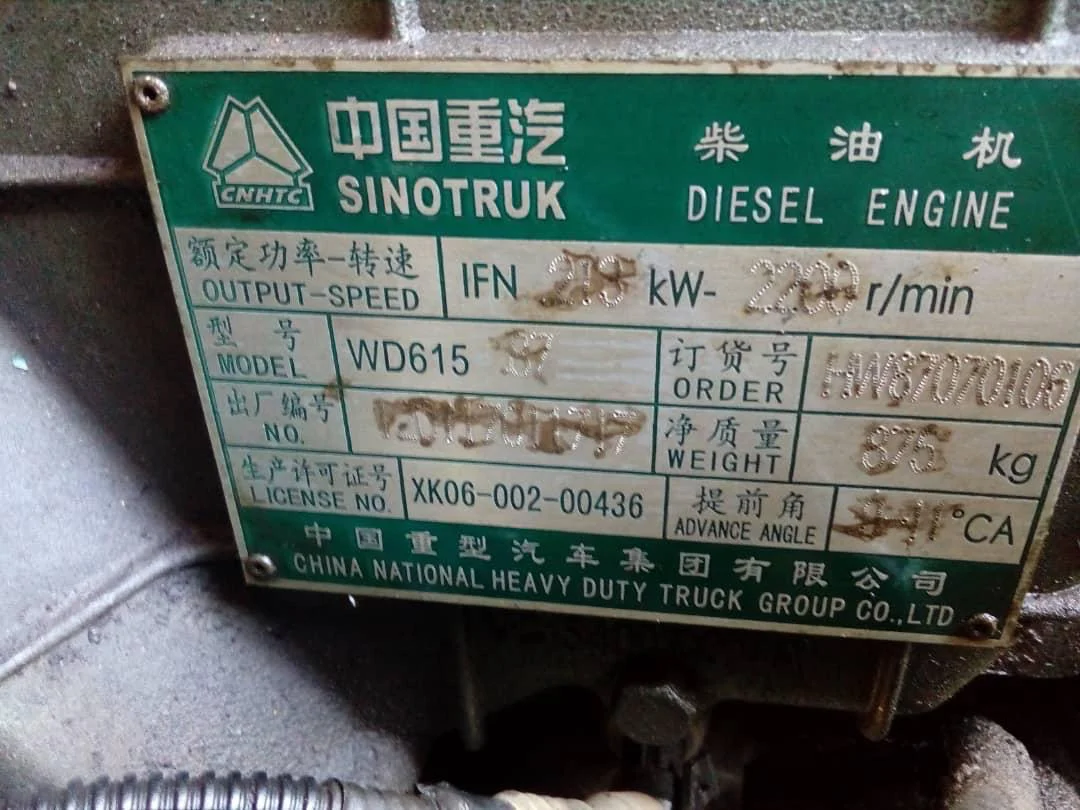 中国重汽 柴油机
CNHTC SINOTRUK DIESEL ENGINE
额定功率-转速
OUTPUT-SPEED IFN kW- 2200 r/min
型号
MODEL WD615
订货号
ORDER HW87070106
出厂编号
NO.
净质量
WEIGHT 875 kg
生产许可证号
LICENSE NO. XK06-002-00436
提前角
ADVANCE ANGLE °CA
中国重型汽车集团有限公司
CHINA NATIONAL HEAVY DUTY TRUCK GROUP CO.,LTD